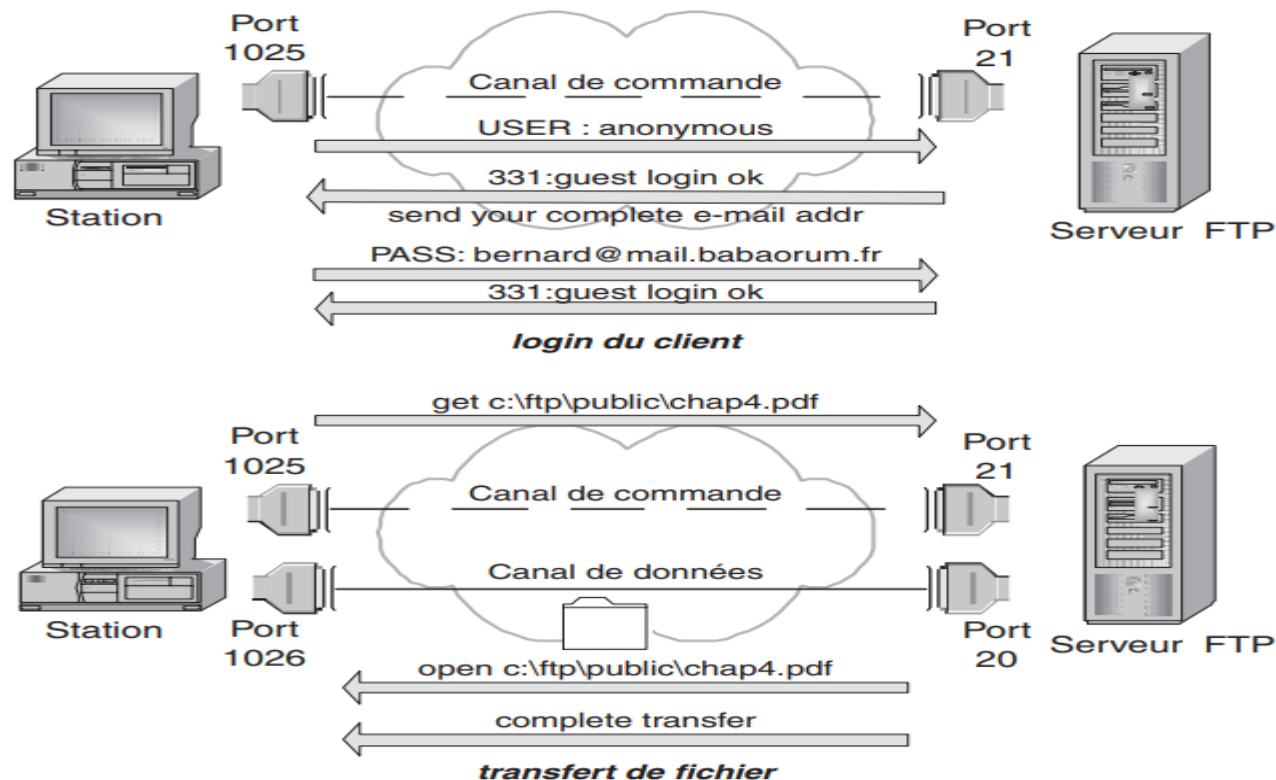 Port
1025
Port
21
Canal de commande
USER : anonymous
331:guest login ok
send your complete e-mail addr
Station
Serveur FTP
PASS: bernard@mail.babaorum.fr
331:guest login ok
login du client
get c:\ftp\public\chap4.pdf
Port
1025
Port
21
Canal de commande
Canal de données
Station
Port
1026
Port
20
Serveur FTP
open c:\ftp\public\chap4.pdf
complete transfer
transfert de fichier